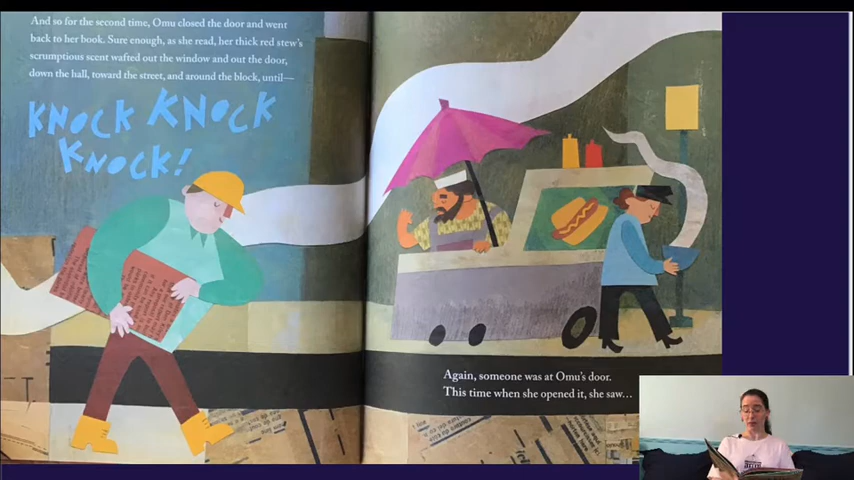 And so for the second time, Omu closed the door and went
back to her book. Sure enough, as she read, her thick red stew's
scrumptious scent wafted out the window and out the door,
down the hall, toward the street, and around the block, until—
KNOCK KNOCK
KNOCK!
Again, someone was at Omu's door.
This time when she opened it, she saw...